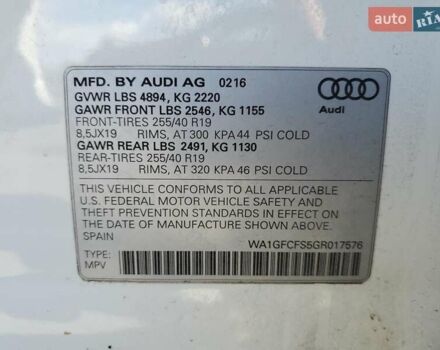 AUTO RIA
MFD. BY AUDI AG 0216
GVWR LBS 4894, KG 2220
GAWR FRONT LBS 2546, KG 1155
FRONT-TIRES 255/40 R19
8,5JX19 RIMS, AT 300 KPA 44 PSI COLD
GAWR REAR LBS 2491, KG 1130
REAR-TIRES 255/40 R19
8,5JX19 RIMS, AT 320 KPA 46 PSI COLD
Audi
THIS VEHICLE CONFORMS TO ALL APPLICABLE
U.S. FEDERAL MOTOR VEHICLE SAFETY AND
THEFT PREVENTION STANDARDS IN EFFECT ON
THE DATE OF MANUFACTURE SHOWN ABOVE.
SPAIN
WA1GFCFS5GR017576
TYPE:
MPV